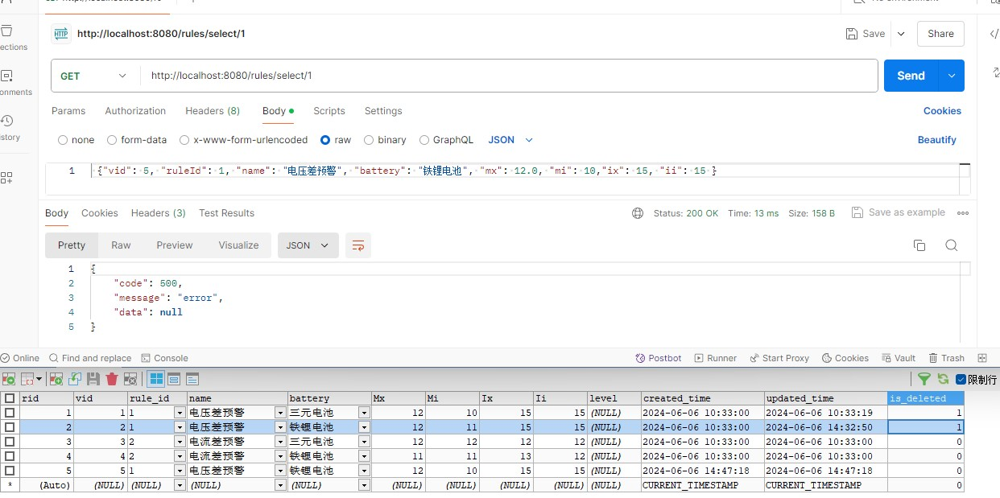 http://localhost:8080/rules/select/1
Save
Share
GET
http://localhost:8080/rules/select/1
Send
Params Authorization Headers (8) Body Scripts Settings
Cookies
none form-data x-www-form-urlencoded raw binary GraphQL JSON
Beautify
1 {"vid": 5, "ruleId": 1, "name": "电压差预警", "battery": "铁锂电池", "mx": 12.0, "mi": 10,"ix": 15, "ii": 15 }
Body Cookies Headers (3) Test Results
Status: 200 OK Time: 13 ms Size: 158 B Save as example
Pretty Raw Preview Visualize JSON
1 {
2 "code": 500,
3 "message": "error",
4 "data": null
5 }
Online Find and replace Console
Postbot Runner Start Proxy Cookies Vault Trash
限制行
rid vid rule_id name battery Mx Mi Ix Ii level created_time updated_time is_deleted
1 1 1 电压差预警 三元电池 12 10 15 15 (NULL) 2024-06-06 10:33:00 2024-06-06 10:33:19 1
2 2 1 电压差预警 铁锂电池 12 11 15 15 (NULL) 2024-06-06 10:33:00 2024-06-06 14:32:50 1
3 3 2 电流差预警 三元电池 12 12 12 12 (NULL) 2024-06-06 10:33:00 2024-06-06 10:33:00 0
4 4 2 电流差预警 铁锂电池 11 11 13 12 (NULL) 2024-06-06 10:33:00 2024-06-06 10:33:00 0
5 5 1 电压差预警 铁锂电池 12 10 15 15 (NULL) 2024-06-06 14:47:18 2024-06-06 14:47:18 0
* (Auto) (NULL) (NULL) (NULL) (NULL) (NULL) (NULL) (NULL) (NULL) (NULL) CURRENT_TIMESTAMP CURRENT_TIMESTAMP 0